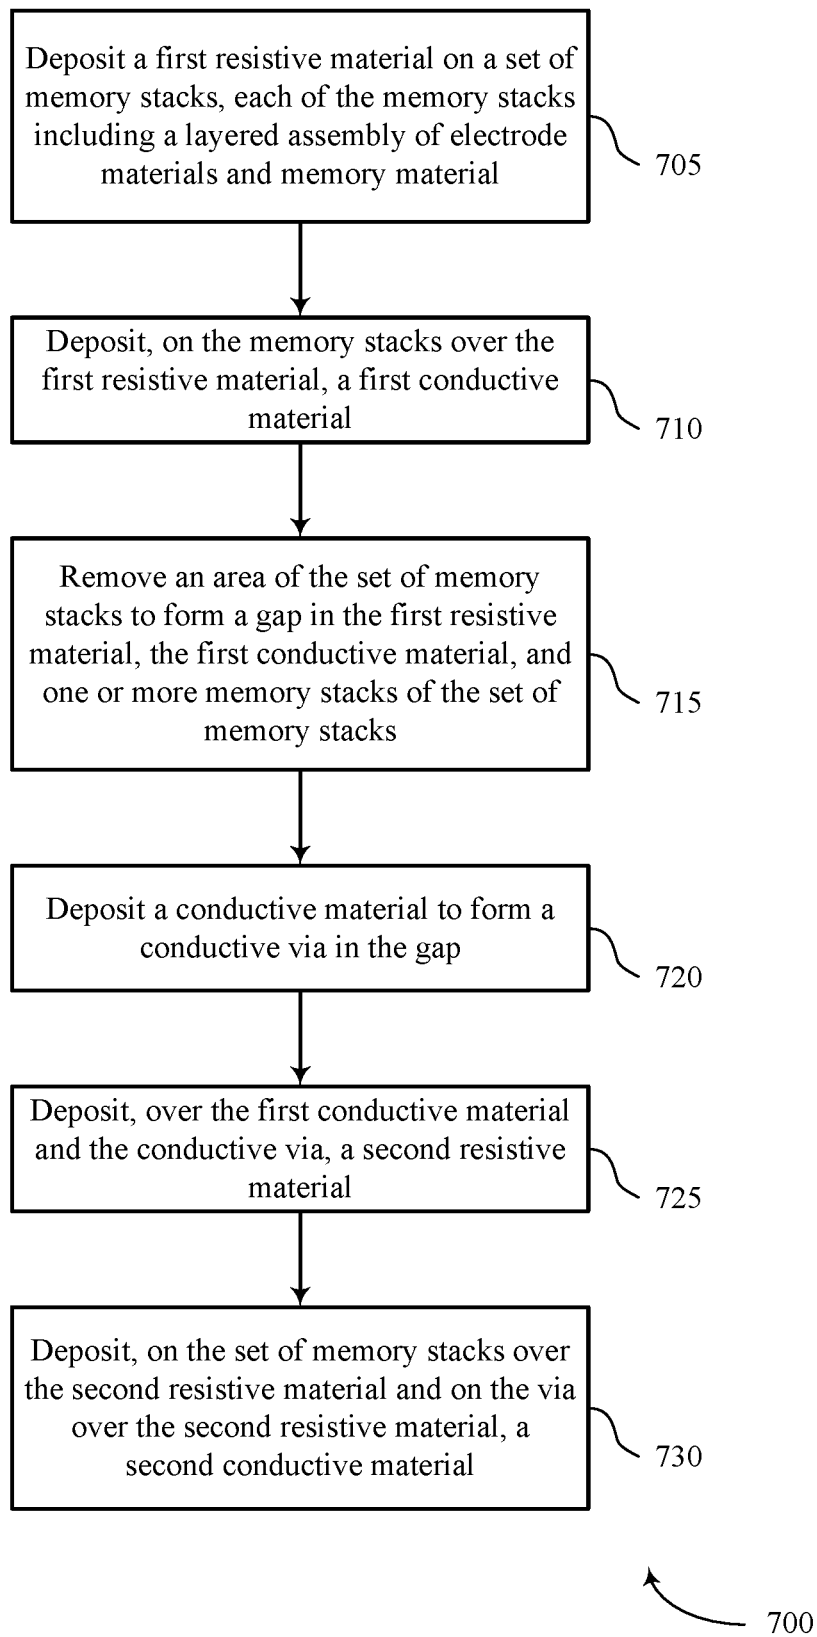 Deposit a first resistive material on a set of
memory stacks, each of the memory stacks
including a layered assembly of electrode
materials and memory material
705
Deposit, on the memory stacks over the
first resistive material, a first conductive
material
710
Remove an area of the set of memory
stacks to form a gap in the first resistive
material, the first conductive material, and
one or more memory stacks of the set of
memory stacks
715
Deposit a conductive material to form a
conductive via in the gap
720
Deposit, over the first conductive material
and the conductive via, a second resistive
material
725
Deposit, on the set of memory stacks over
the second resistive material and on the via
over the second resistive material, a
second conductive material
730
700